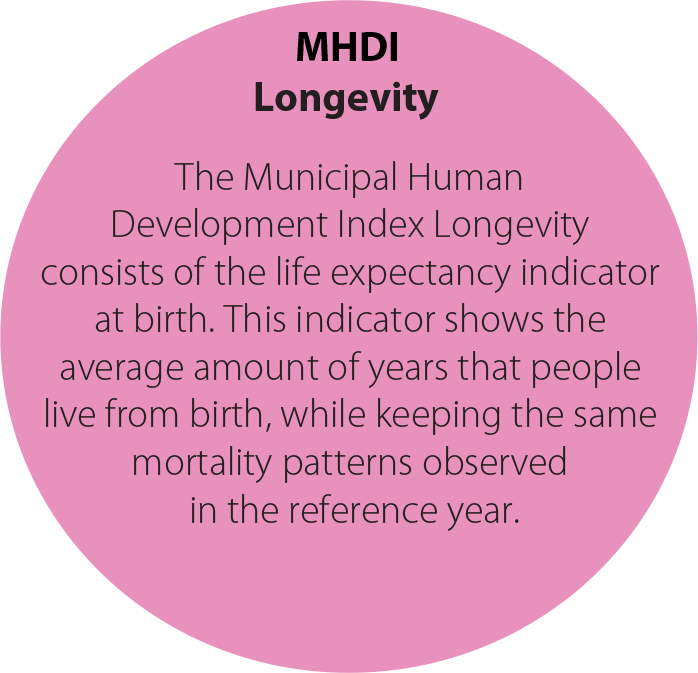 MHDI
Longevity
The Municipal Human
Development Index Longevity
consists of the life expectancy indicator
at birth. This indicator shows the
average amount of years that people
live from birth, while keeping the same
mortality patterns observed
in the reference year.